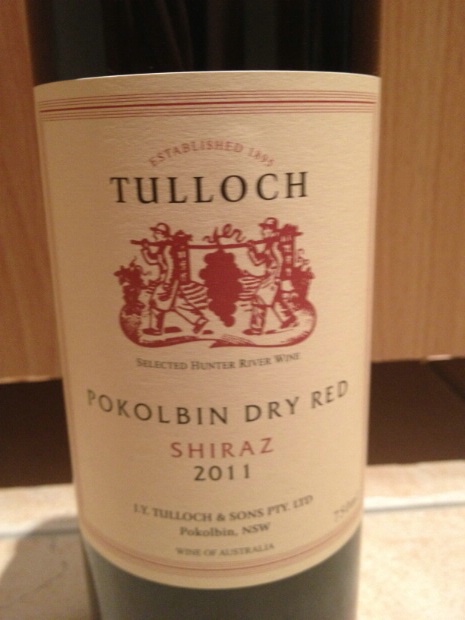 ESTABLISHED 1895
TULLOCH
SELECTED HUNTER RIVER WINE
POKOLBIN DRY RED
SHIRAZ
2011
J.Y. TULLOCH & SONS PTY. LTD
Pokolbin, NSW
WINE OF AUSTRALIA